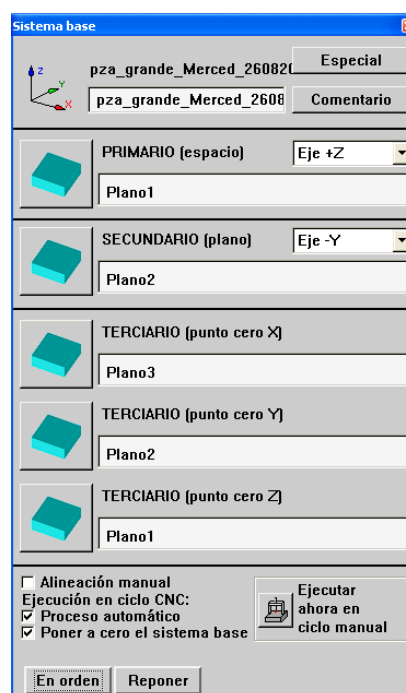 Sistema base
Z
Y
X
pza_grande_Merced_26082
Especial
pza_grande_Merced_2608
Comentario
PRIMARIO (espacio)
Eje +Z
Plano1
SECUNDARIO (plano)
Eje -Y
Plano2
TERCIARIO (punto cero X)
Plano3
TERCIARIO (punto cero Y)
Plano2
TERCIARIO (punto cero Z)
Plano1
Alineación manual
Ejecución en ciclo CNC:
Proceso automático
Poner a cero el sistema base
Ejecutar
ahora en
ciclo manual
En orden
Reponer